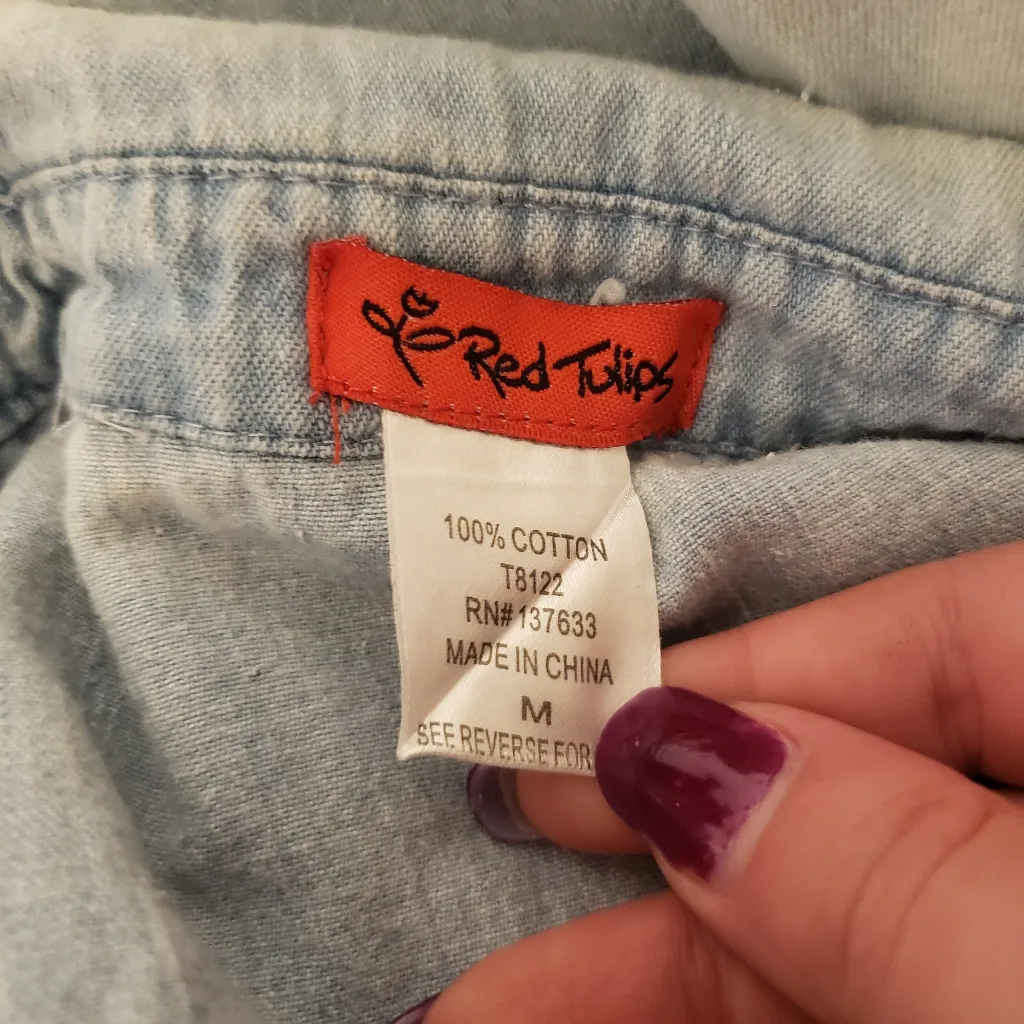 Red Tulips
100% COTTON
T8122
RN# 137633
MADE IN CHINA
M
SEE REVERSE FOR